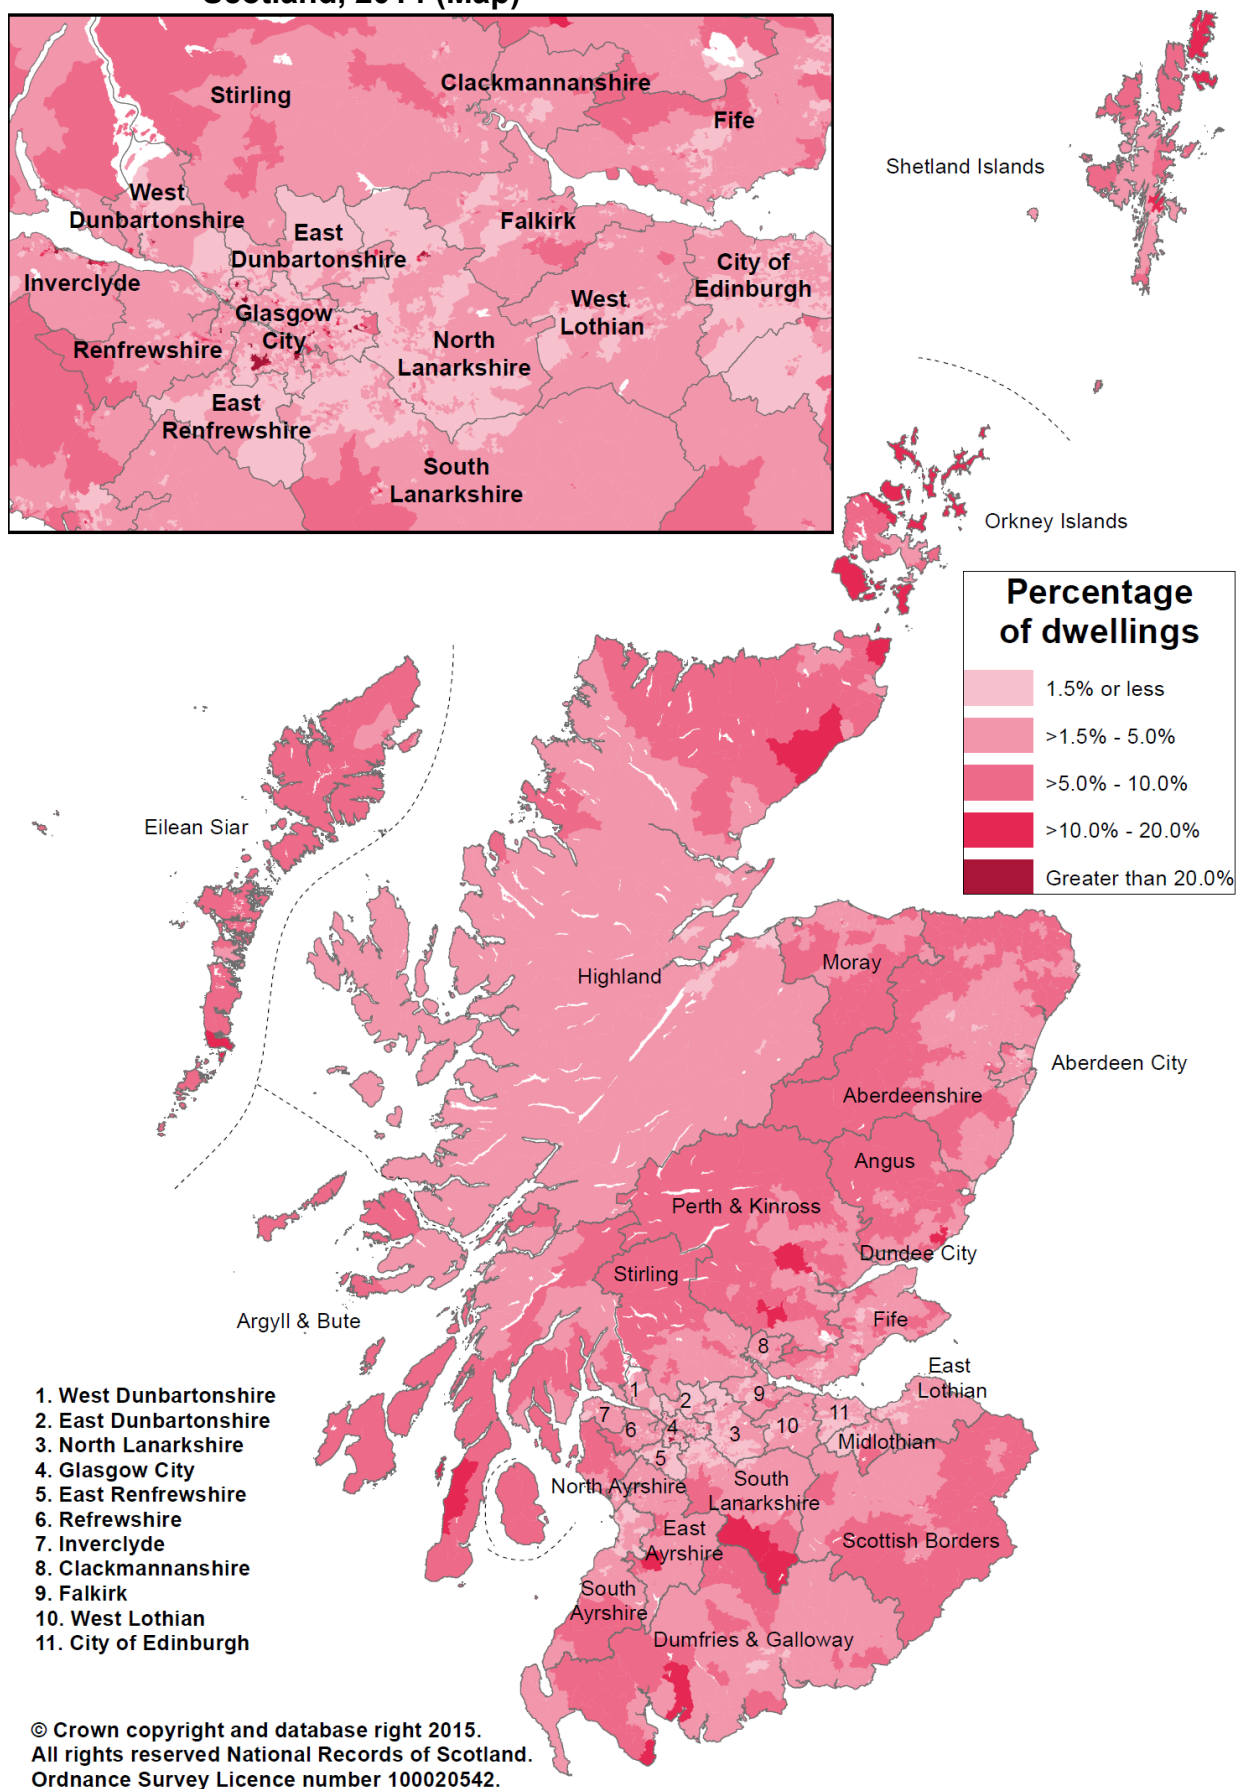 Scotland, 2014 (Map)
Stirling
Clackmannanshire
Fife
West
Dunbartonshire
East
Dunbartonshire
Falkirk
Inverclyde
City of
Edinburgh
West
Lothian
Glasgow
City
Renfrewshire
North
Lanarkshire
East
Renfrewshire
South
Lanarkshire
Shetland Islands
Orkney Islands
Percentage
of dwellings
1.5% or less
>1.5% - 5.0%
>5.0% - 10.0%
>10.0% - 20.0%
Greater than 20.0%
Eilean Siar
Highland
Moray
Aberdeen City
Aberdeenshire
Angus
Perth & Kinross
Dundee City
Stirling
Fife
Argyll & Bute
8
East
Lothian
1
2
9
7
6
4
3
10
11
Midlothian
5
North Ayrshire
South
Lanarkshire
East
Ayrshire
Scottish Borders
South
Ayrshire
Dumfries & Galloway
1. West Dunbartonshire
2. East Dunbartonshire
3. North Lanarkshire
4. Glasgow City
5. East Renfrewshire
6. Refrewshire
7. Inverclyde
8. Clackmannanshire
9. Falkirk
10. West Lothian
11. City of Edinburgh
© Crown copyright and database right 2015.
All rights reserved National Records of Scotland.
Ordnance Survey Licence number 100020542.